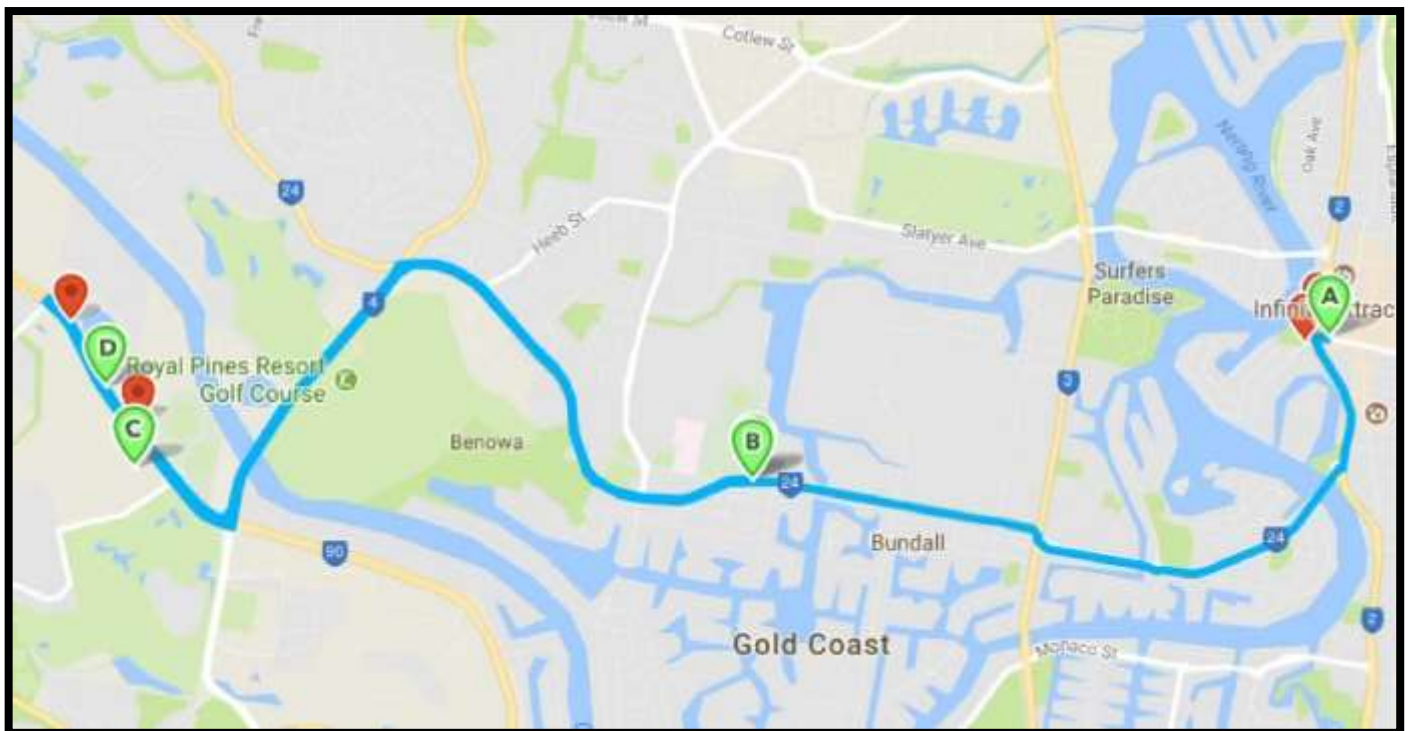 Cotlew St
Nerang River
Oak Ave
24
2
Heeb St
Slatyer Ave
Surfers
Paradise
A
4
D
Royal Pines Resort
Golf Course
3
C
Benowa
B
24
Bundall
24
90
Gold Coast
2
Monaco St